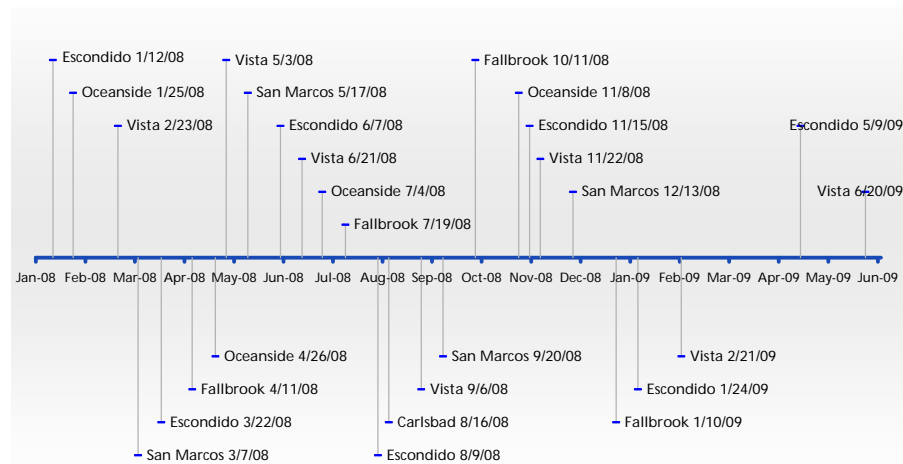 Escondido 1/12/08
Vista 5/3/08
Fallbrook 10/11/08
Oceanside 1/25/08
San Marcos 5/17/08
Oceanside 11/8/08
Vista 2/23/08
Escondido 6/7/08
Escondido 11/15/08
Escondido 5/9/09
Vista 6/21/08
Vista 11/22/08
Oceanside 7/4/08
San Marcos 12/13/08
Vista 6/20/09
Fallbrook 7/19/08
Jan-08 Feb-08 Mar-08 Apr-08 May-08 Jun-08 Jul-08 Aug-08 Sep-08 Oct-08 Nov-08 Dec-08 Jan-09 Feb-09 Mar-09 Apr-09 May-09 Jun-09
Oceanside 4/26/08
San Marcos 9/20/08
Vista 2/21/09
Fallbrook 4/11/08
Vista 9/6/08
Escondido 1/24/09
Escondido 3/22/08
Carlsbad 8/16/08
Fallbrook 1/10/09
San Marcos 3/7/08
Escondido 8/9/08